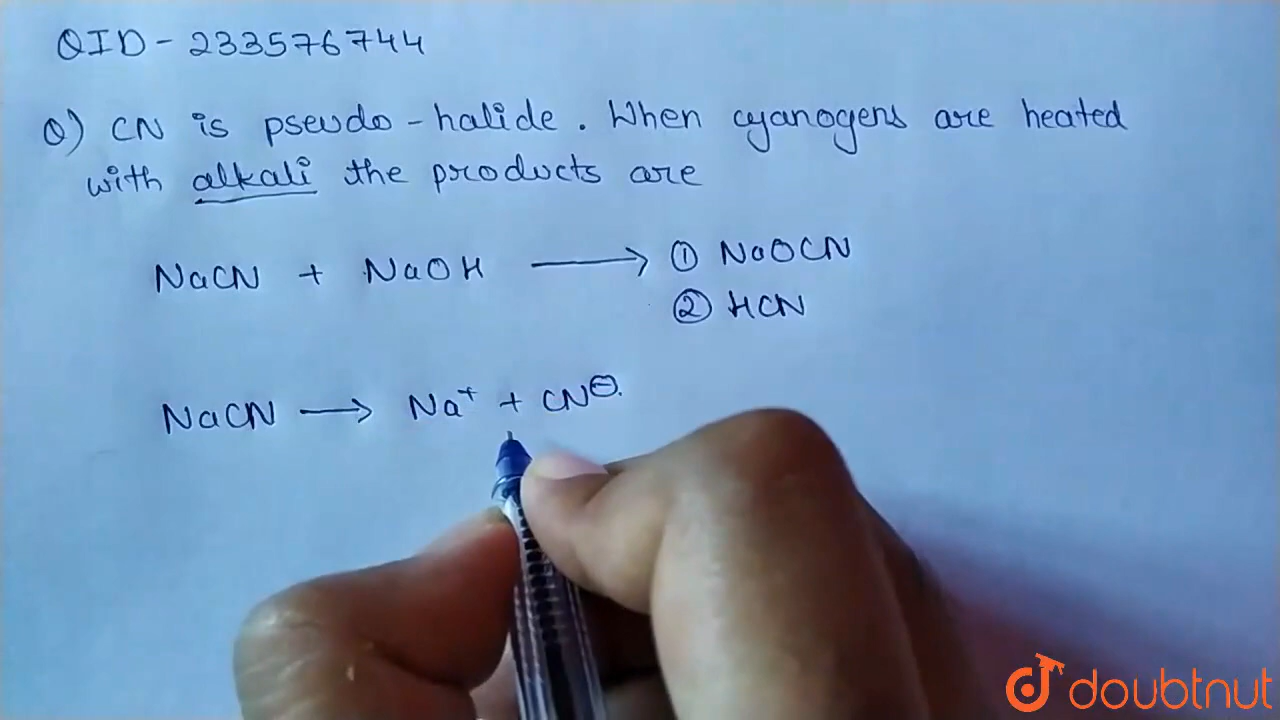 QID - 233576744
Q) CN is pseudo-halide. When cyanogens are heated
with alkali the products are
NaCN + NaOH ⟶ ① NaOCN
② HCN
NaCN ⟶ Na⁺ + CN⊖.
doubtnut